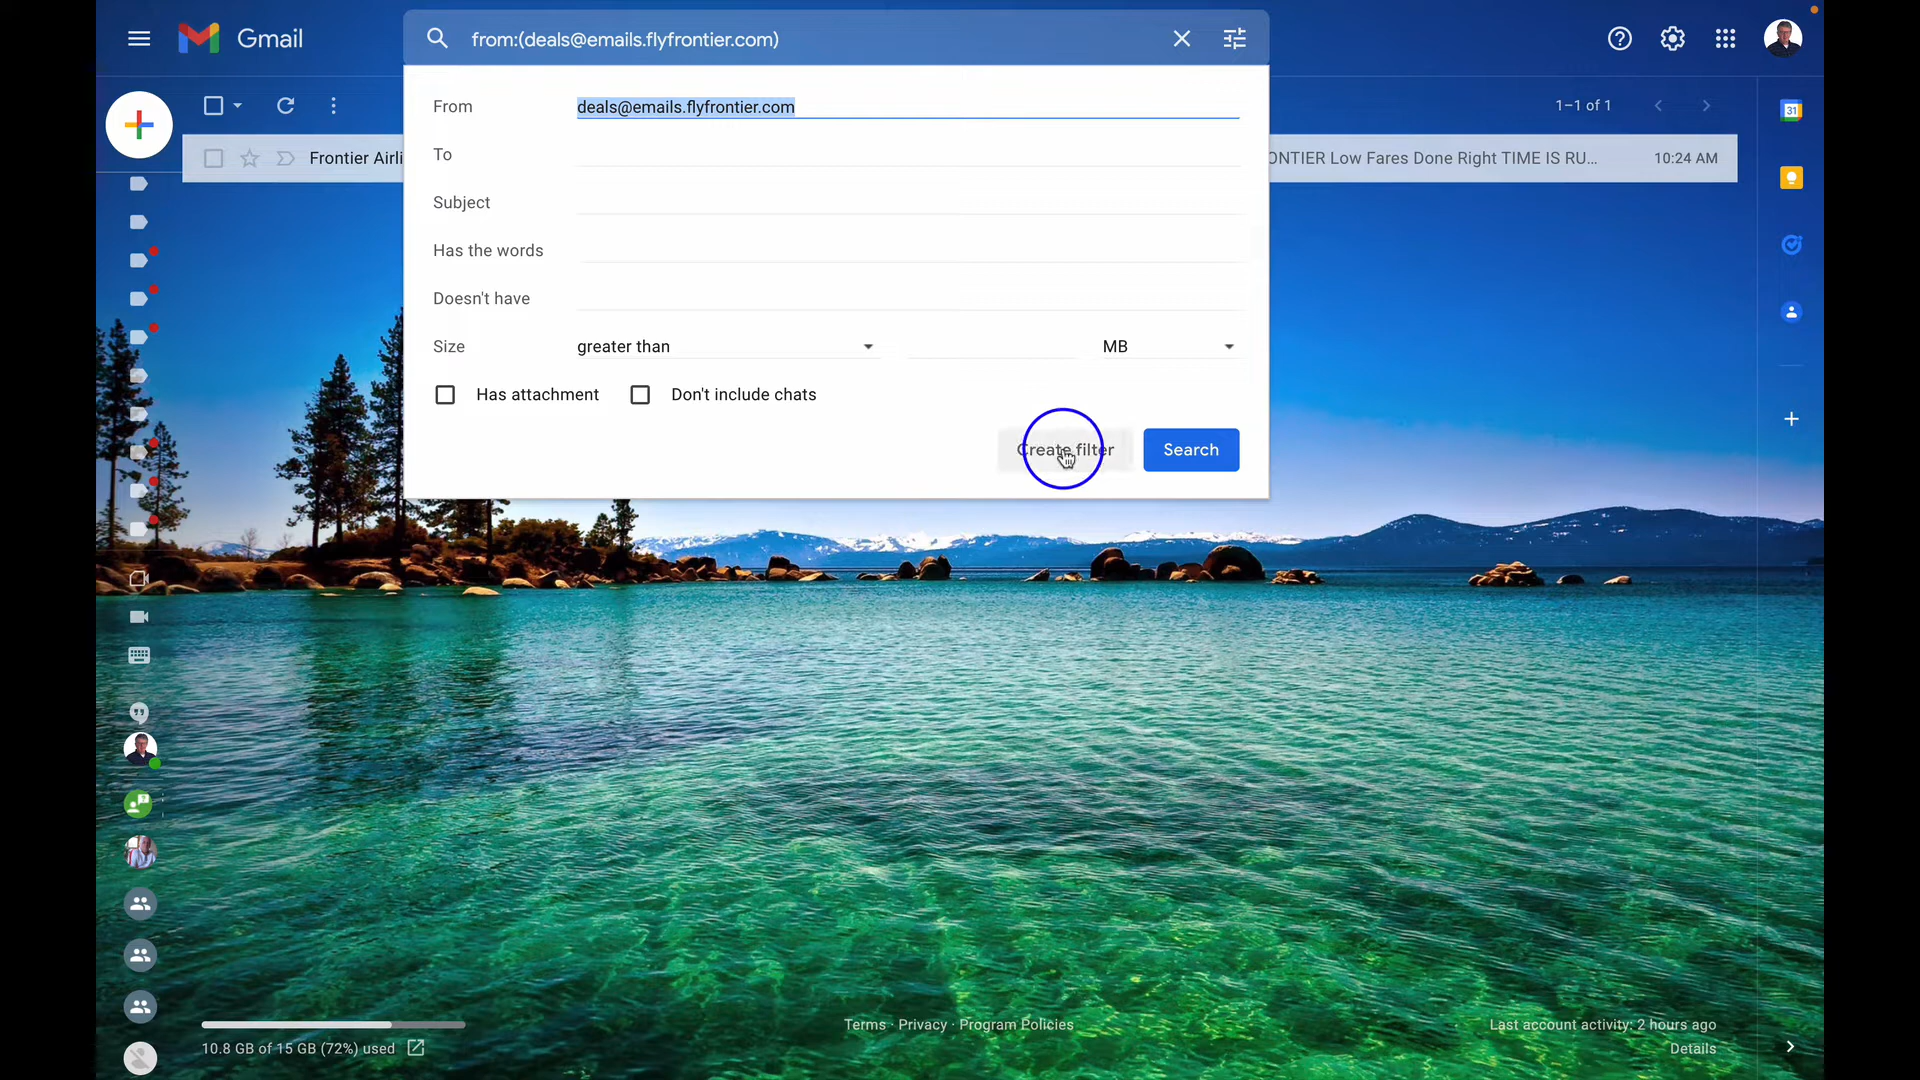 Gmail
from:(deals@emails.flyfrontier.com)
From deals@emails.flyfrontier.com
To
Subject
Has the words
Doesn't have
Size greater than MB
Has attachment Don't include chats
Create filter Search
1–1 of 1
Frontier Airli ONTIER Low Fares Done Right TIME IS RU... 10:24 AM
31
Terms · Privacy · Program Policies
Last account activity: 2 hours ago
10.8 GB of 15 GB (72%) used
Details